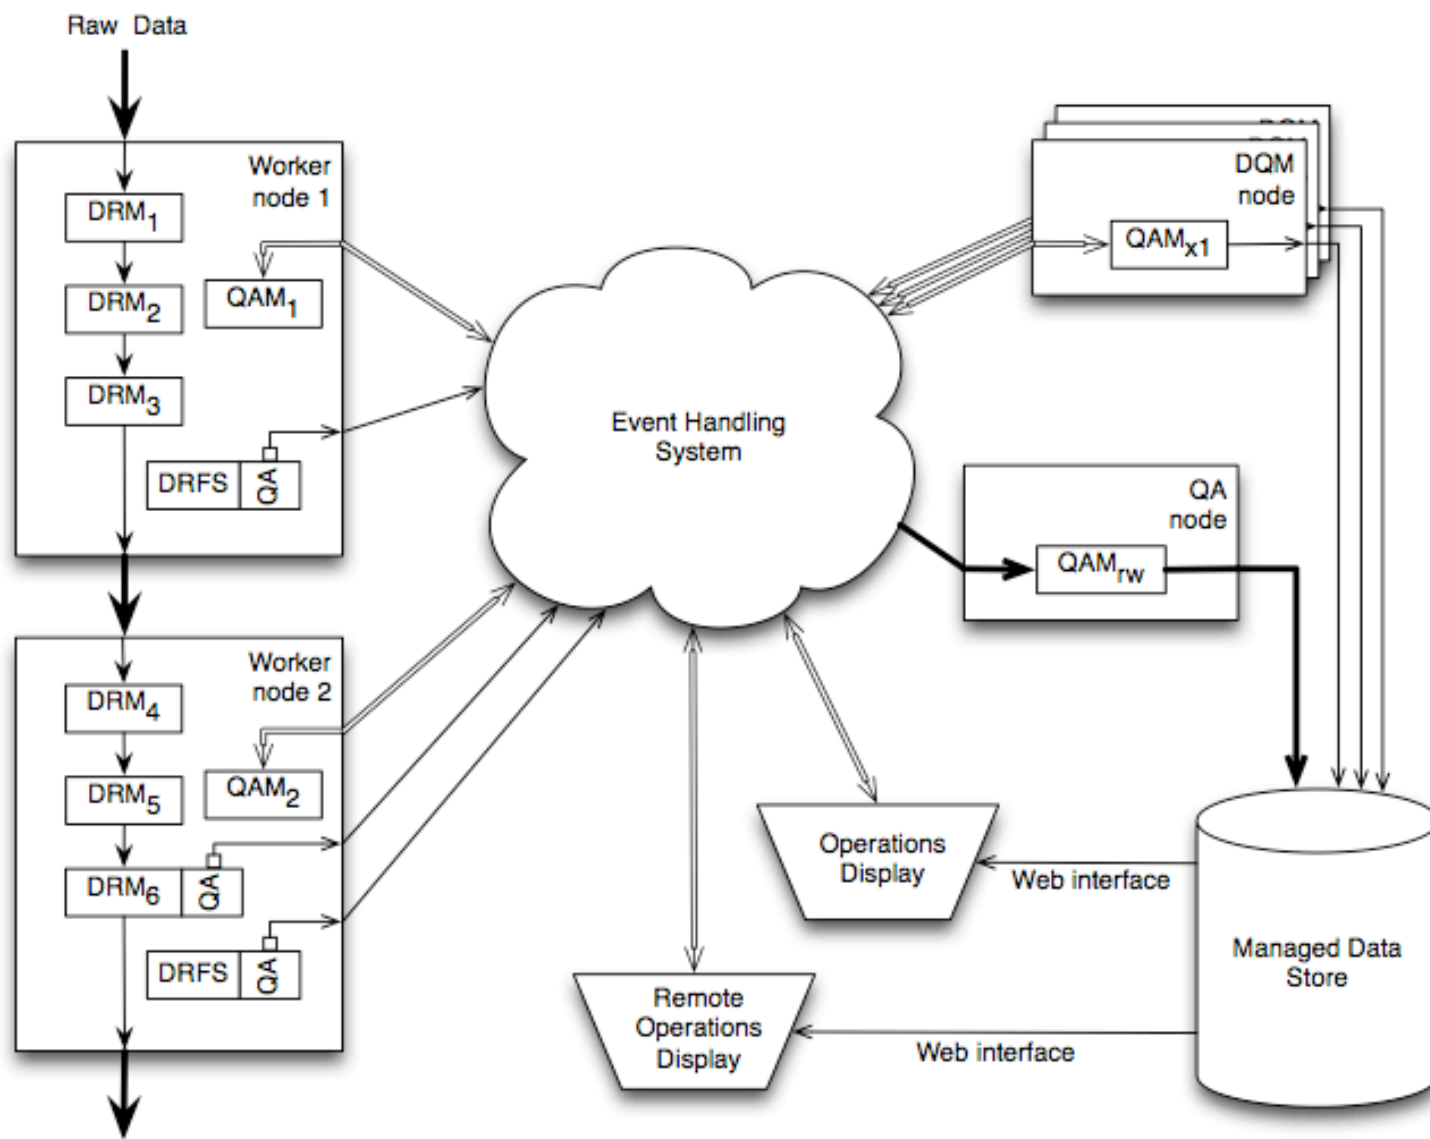 Raw Data
Worker
node 1
DRM1
DRM2
QAM1
DRM3
DRFS
QA
Worker
node 2
DRM4
DRM5
QAM2
DRM6
QA
DRFS
QA
Event Handling
System
DQM
DQM
DQM
node
QAMx1
QA
node
QAMrw
Operations
Display
Web interface
Remote
Operations
Display
Web interface
Managed Data
Store